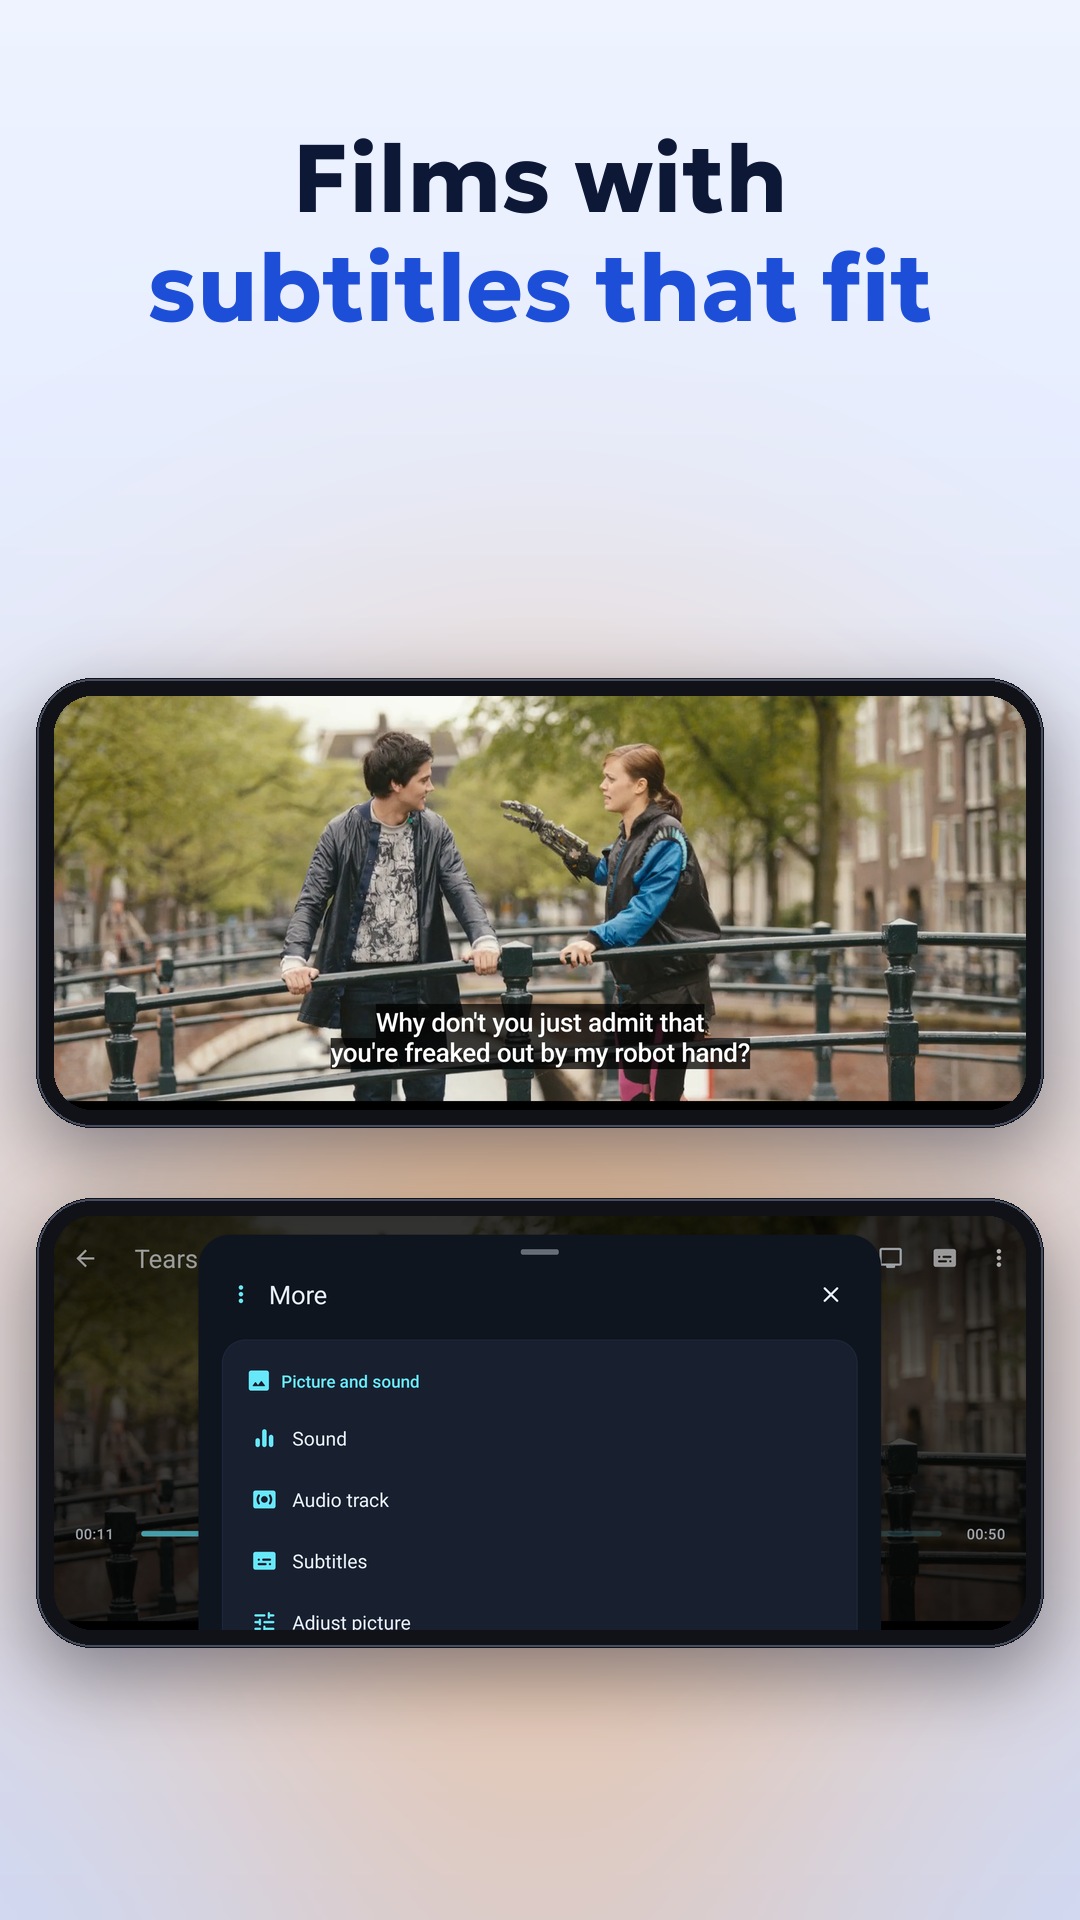 Films with
subtitles that fit
Why don't you just admit that
you're freaked out by my robot hand?
Tears
More
Picture and sound
Sound
Audio track
Subtitles
Adjust picture
00:11
00:50